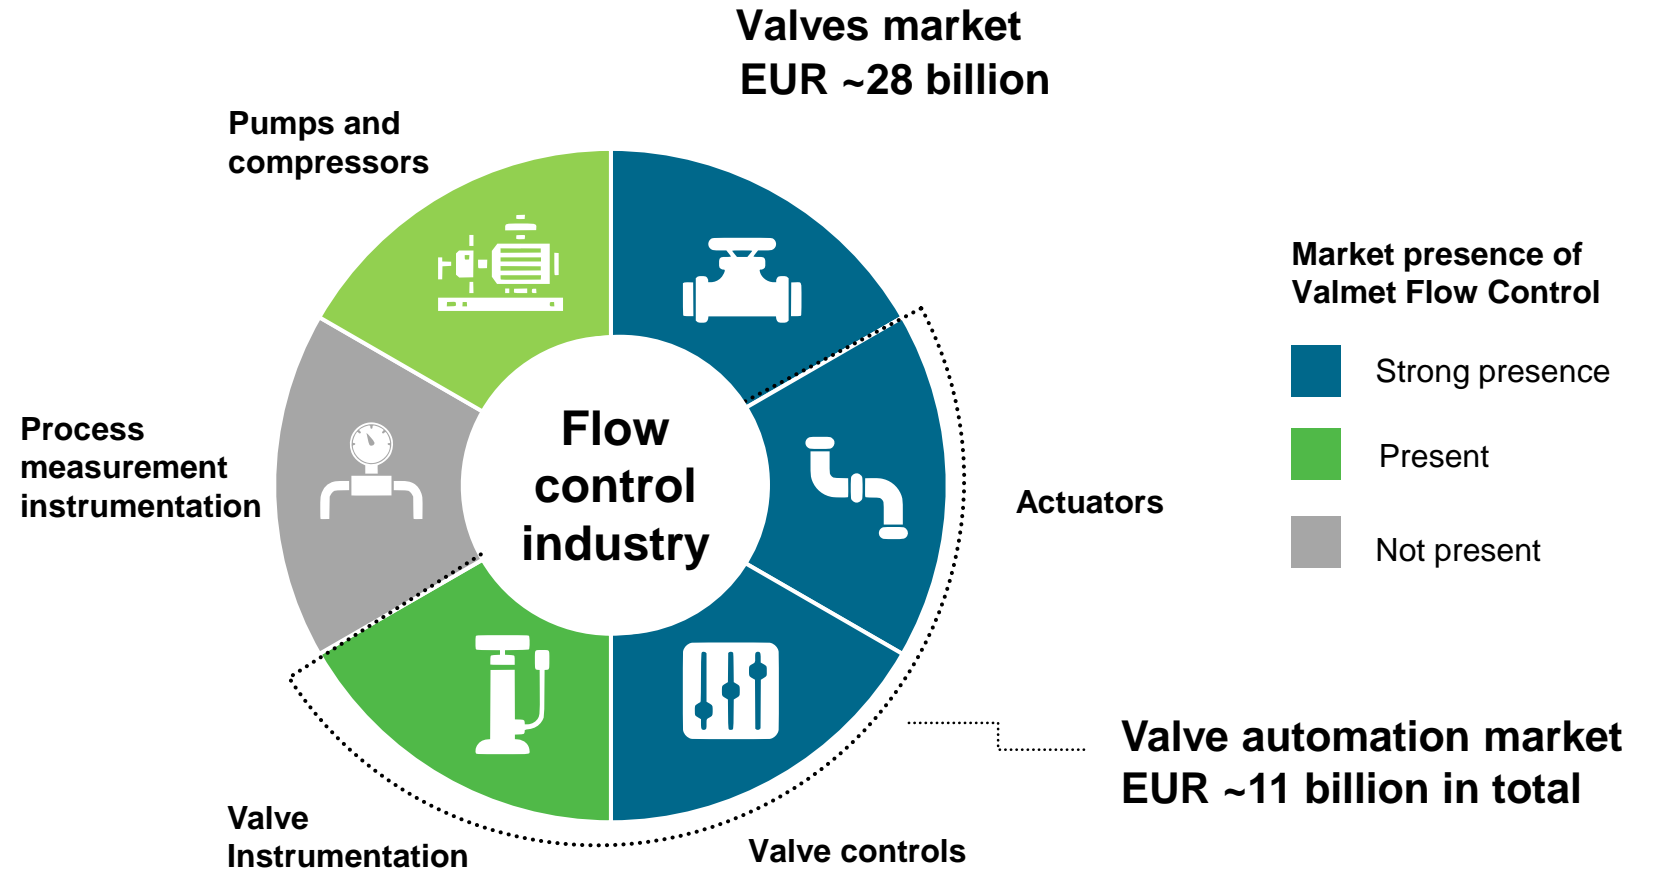 Valves market
EUR ~28 billion
Pumps and
compressors
Market presence of
Valmet Flow Control
Strong presence
Process
measurement
instrumentation
Flow
control
industry
Present
Actuators
Not present
Valve automation market
EUR ~11 billion in total
Valve
Instrumentation
Valve controls